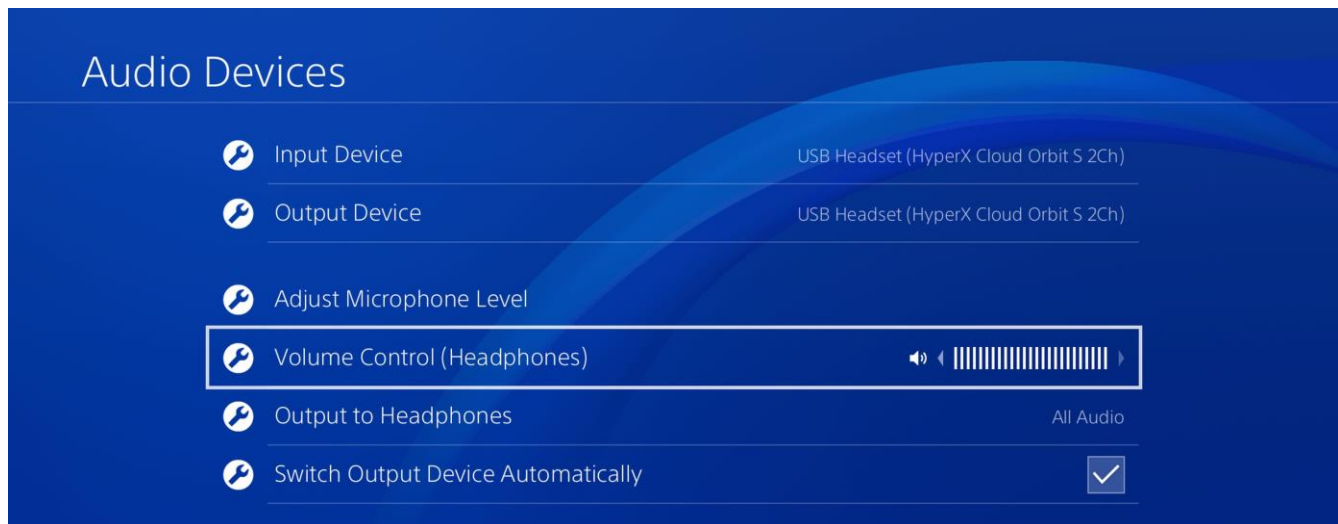 Audio Devices
Input Device USB Headset (HyperX Cloud Orbit S 2Ch)
Output Device USB Headset (HyperX Cloud Orbit S 2Ch)
Adjust Microphone Level
Volume Control (Headphones)
Output to Headphones All Audio
Switch Output Device Automatically